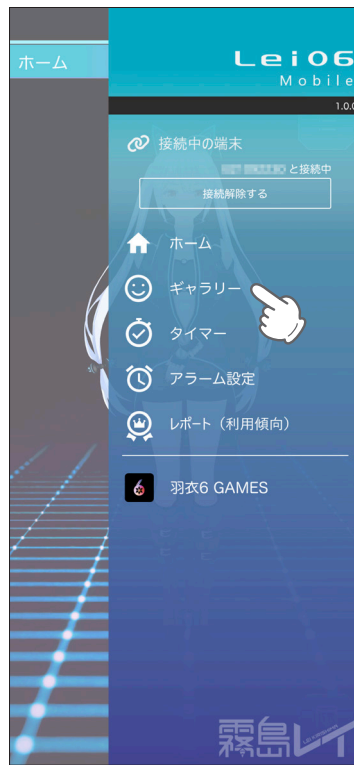 ホーム
Lei06
Mobile
1.0.0
接続中の端末
と接続中
接続解除する
ホーム
ギャラリー
タイマー
アラーム設定
レポート（利用傾向）
6
羽衣6 GAMES
霧島レイ